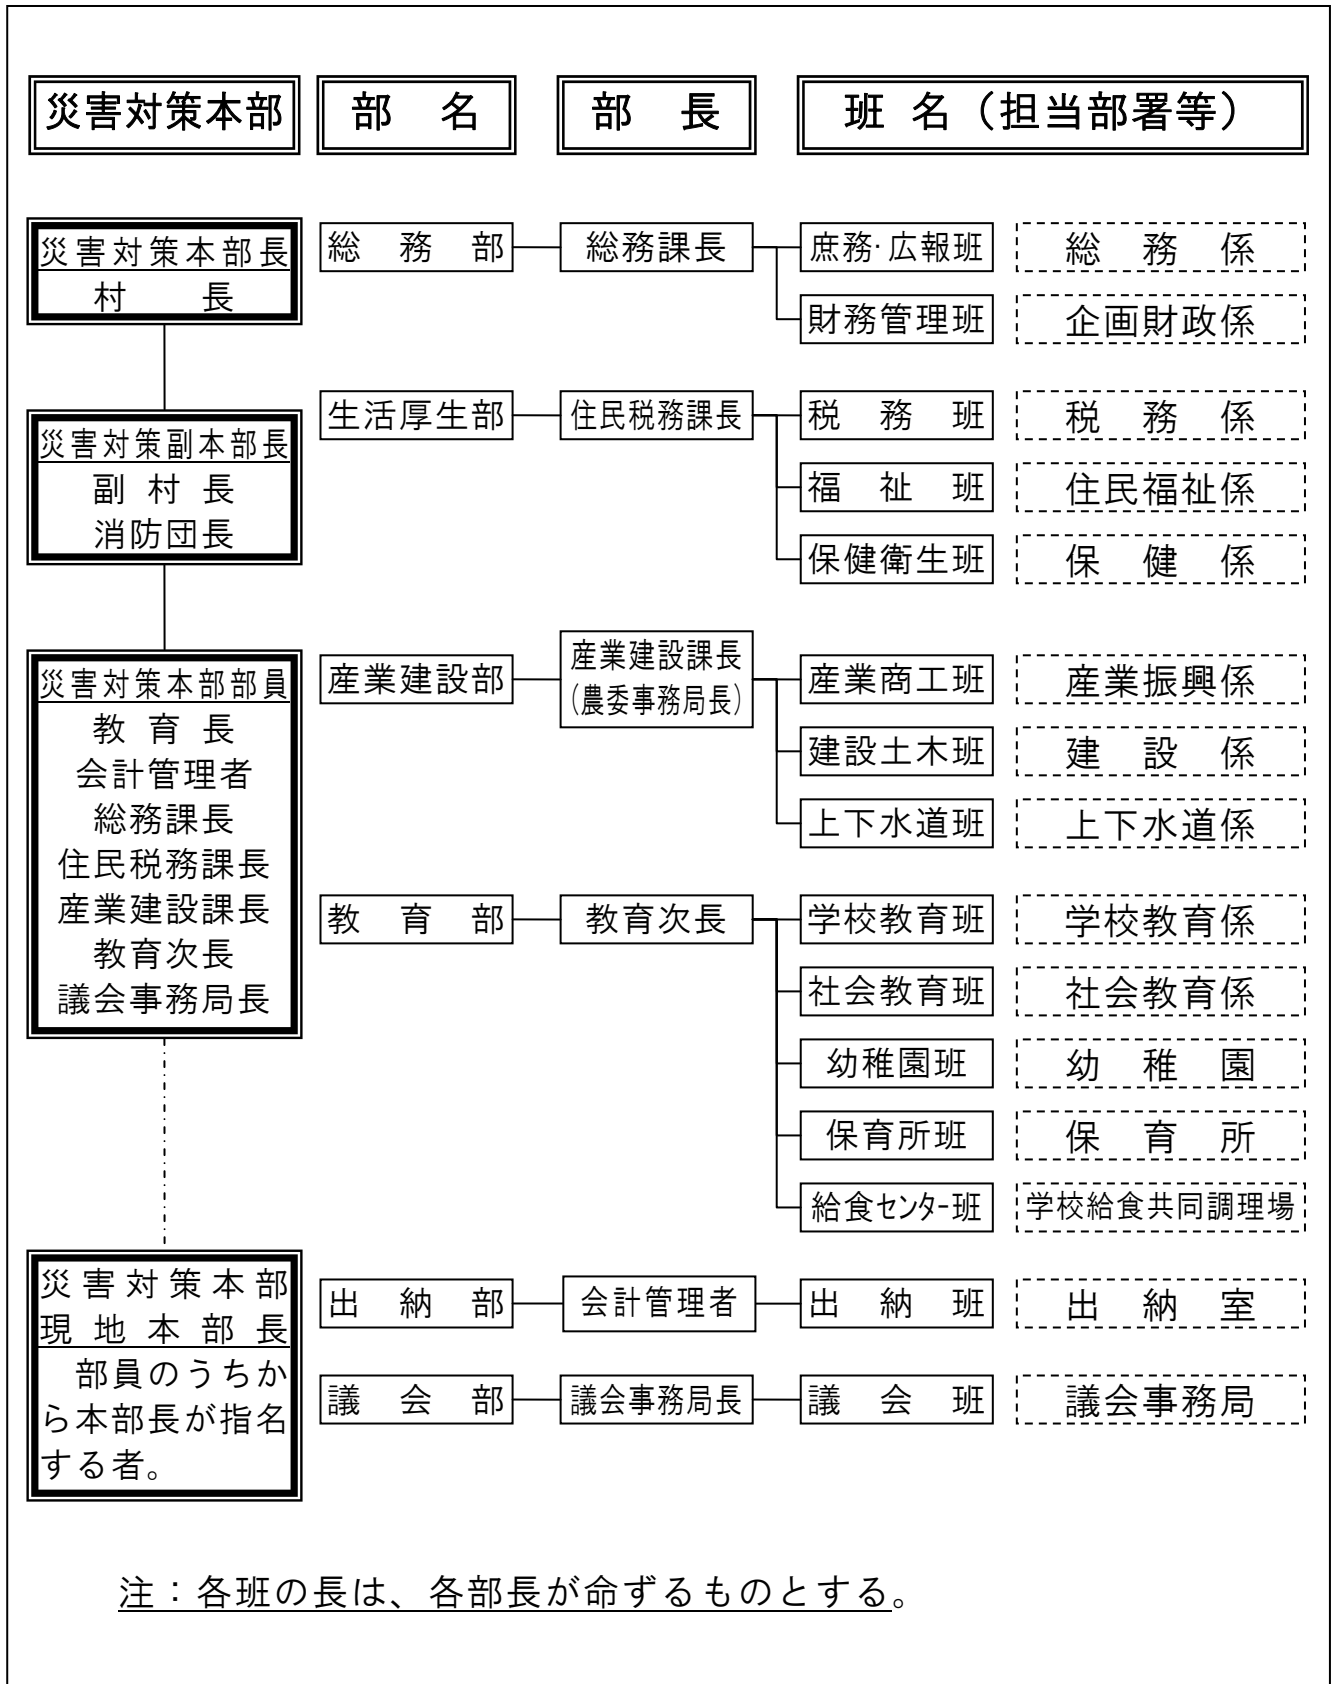 災害対策本部 部名 部長 班名（担当部署等）
災害対策本部長
村長
災害対策副本部長
副村長
消防団長
災害対策本部部員
教育長
会計管理者
総務課長
住民税務課長
産業建設課長
教育次長
議会事務局長
災害対策本部
現地本部長
部員のうちか
ら本部長が指名
する者。
総務部 総務課長 庶務・広報班 総務係
財務管理班 企画財政係
生活厚生部 住民税務課長 税務班 税務係
福祉班 住民福祉係
保健衛生班 保健係
産業建設部 産業建設課長
（農委事務局長）
産業商工班 産業振興係
建設土木班 建設係
上下水道班 上下水道係
教育部 教育次長 学校教育班 学校教育係
社会教育班 社会教育係
幼稚園班 幼稚園
保育所班 保育所
給食センター班 学校給食共同調理場
出納部 会計管理者 出納班 出納室
議会部 議会事務局長 議会班 議会事務局
注：各班の長は、各部長が命ずるものとする。